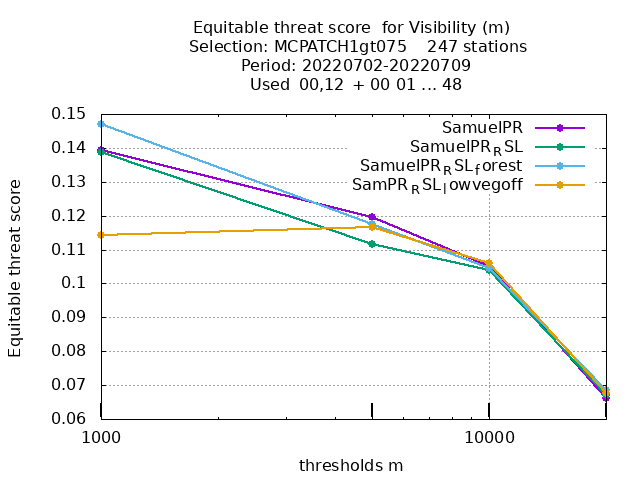 Equitable threat score for Visibility (m)
Selection: MCPATCH1gt075 247 stations
Period: 20220702-20220709
Used 00,12 + 00 01 ... 48
SamuelPR
SamuelPR_RSL
SamuelPR_RSL_forest
SamPR_RSL_lowvegoff
0.15
0.14
0.13
0.12
0.11
0.1
0.09
0.08
0.07
0.06
Equitable threat score
1000
10000
thresholds m